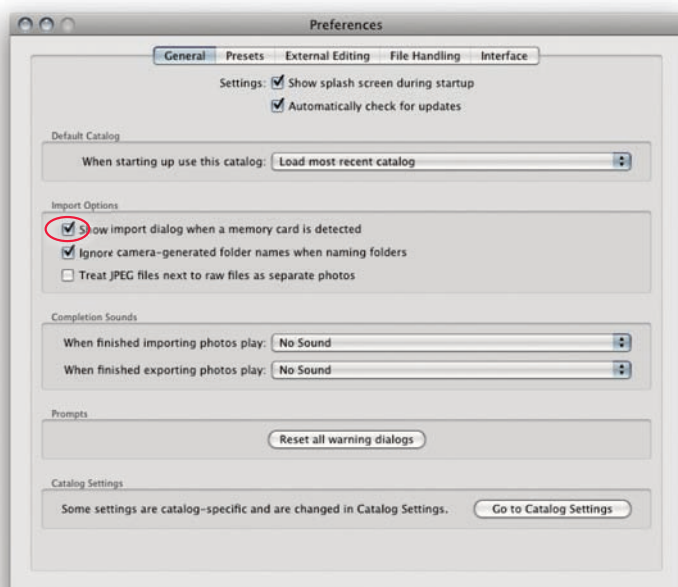 Preferences
General Presets External Editing File Handling Interface
Settings: Show splash screen during startup
Automatically check for updates
Default Catalog
When starting up use this catalog: Load most recent catalog
Import Options
Show import dialog when a memory card is detected
Ignore camera-generated folder names when naming folders
Treat JPEG files next to raw files as separate photos
Completion Sounds
When finished importing photos play: No Sound
When finished exporting photos play: No Sound
Prompts
Reset all warning dialogs
Catalog Settings
Some settings are catalog-specific and are changed in Catalog Settings. Go to Catalog Settings